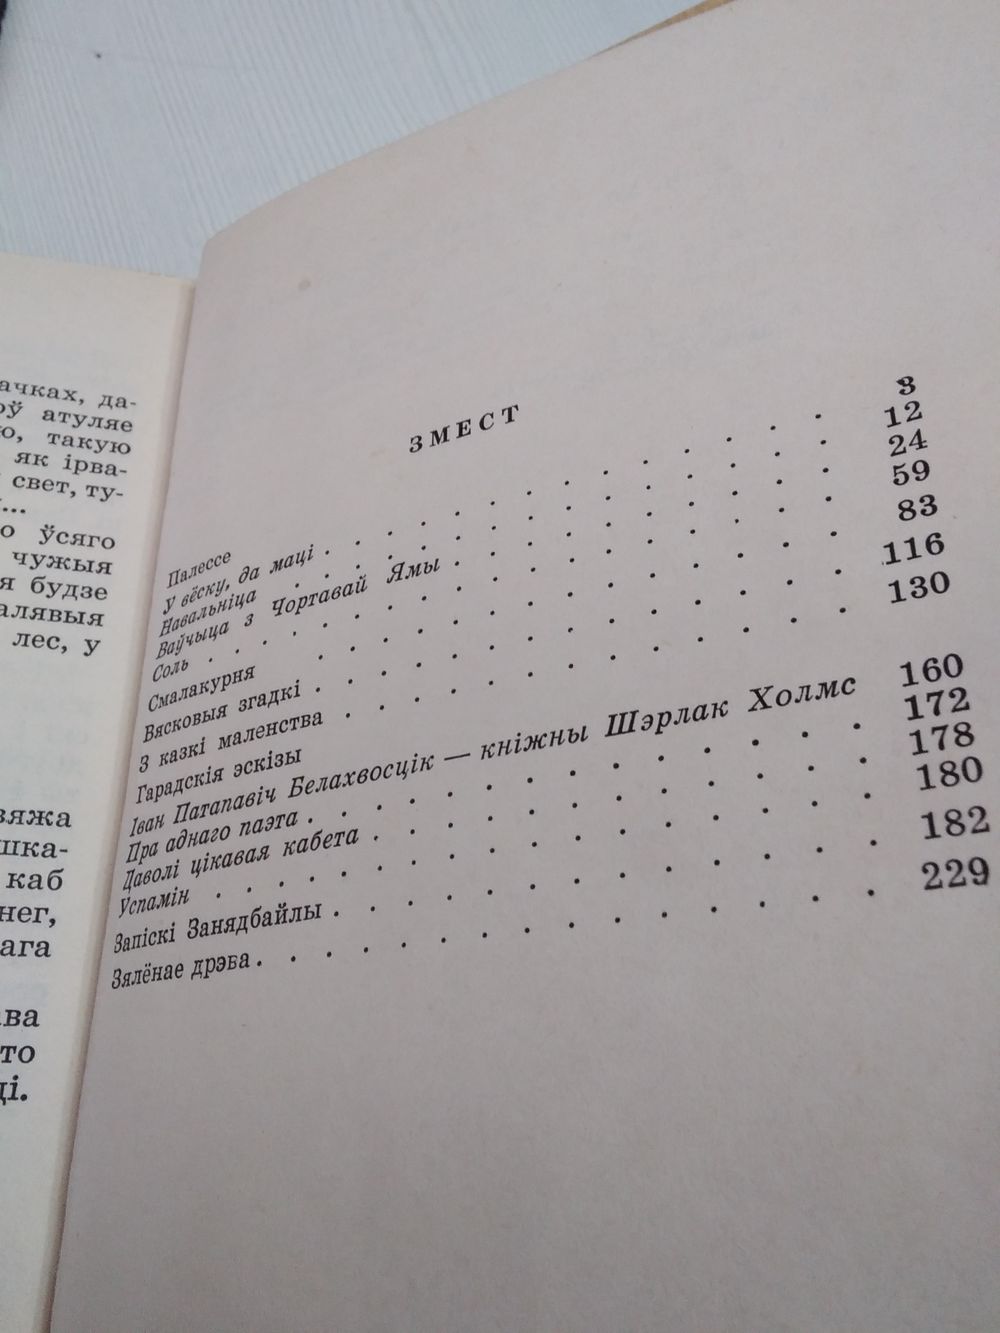 ачках, да-
оў атуляе
ю, такую
як ірва-
свет, ту-
...
о ўсяго
чужыя
я будзе
алявыя
лес, у
вяжа
шка-
каб
нег,
ага
ава
то
ці.
ЗМЕСТ
Палессе
У вёску, да маці . . . . . . . . . . . . 3
Навальніца . . . . . . . . . . . . 12
Ваўчыца з Чортавай Ямы . . . . . . . . . 24
Соль . . . . . . . . . . . . . . . 59
Смалакурня . . . . . . . . . . . . 83
Вясковыя згадкі . . . . . . . . . . . . 116
З казкі маленства . . . . . . . . . . . 130
Гарадскія эскізы
Іван Патапавіч Белахвосцік — кніжны Шэрлак Холмс 160
Пра аднаго паэта . . . . . . . . . . . . 172
Даволі цікавая кабета . . . . . . . . . . . 178
Успамін . . . . . . . . . . . . . . 180
Запіскі Занядбайлы . . . . . . . . . . . 182
Зялёнае дрэва . . . . . . . . . . . . . 229